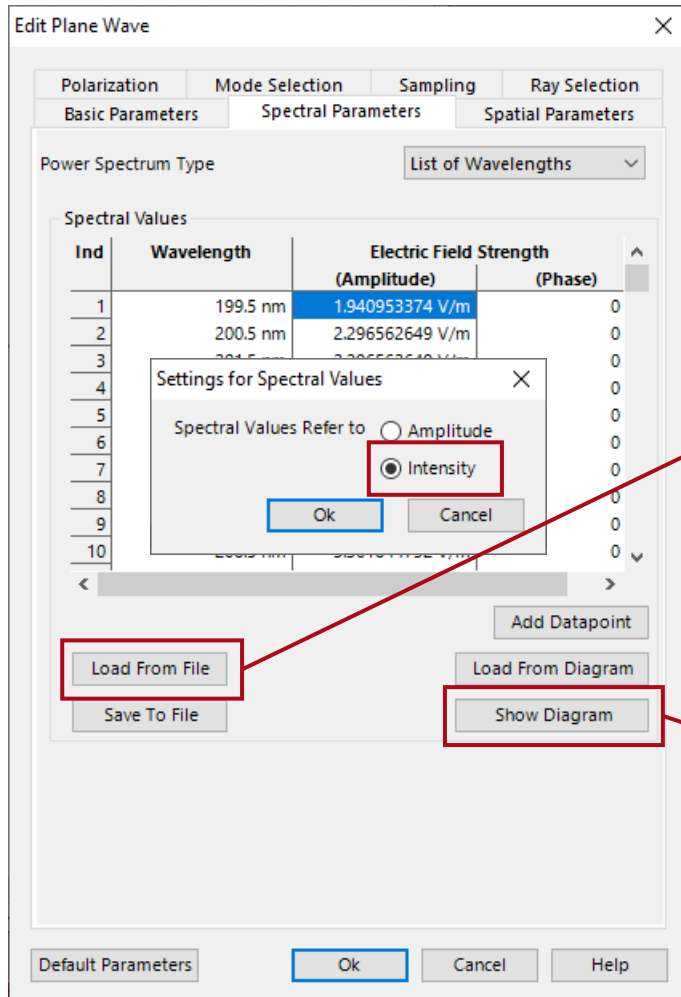 Edit Plane Wave
Polarization Mode Selection Sampling Ray Selection
Basic Parameters Spectral Parameters Spatial Parameters
Power Spectrum Type List of Wavelengths
Spectral Values
Ind Wavelength Electric Field Strength
(Amplitude) (Phase)
1 199.5 nm 1.940953374 V/m 0
2 200.5 nm 2.296562649 V/m 0
3 0
4 0
5 0
6 0
7 0
8 0
9 0
10 0
Settings for Spectral Values
Spectral Values Refer to Amplitude
Intensity
Ok Cancel
Add Datapoint
Load From File Load From Diagram
Save To File Show Diagram
Default Parameters Ok Cancel Help